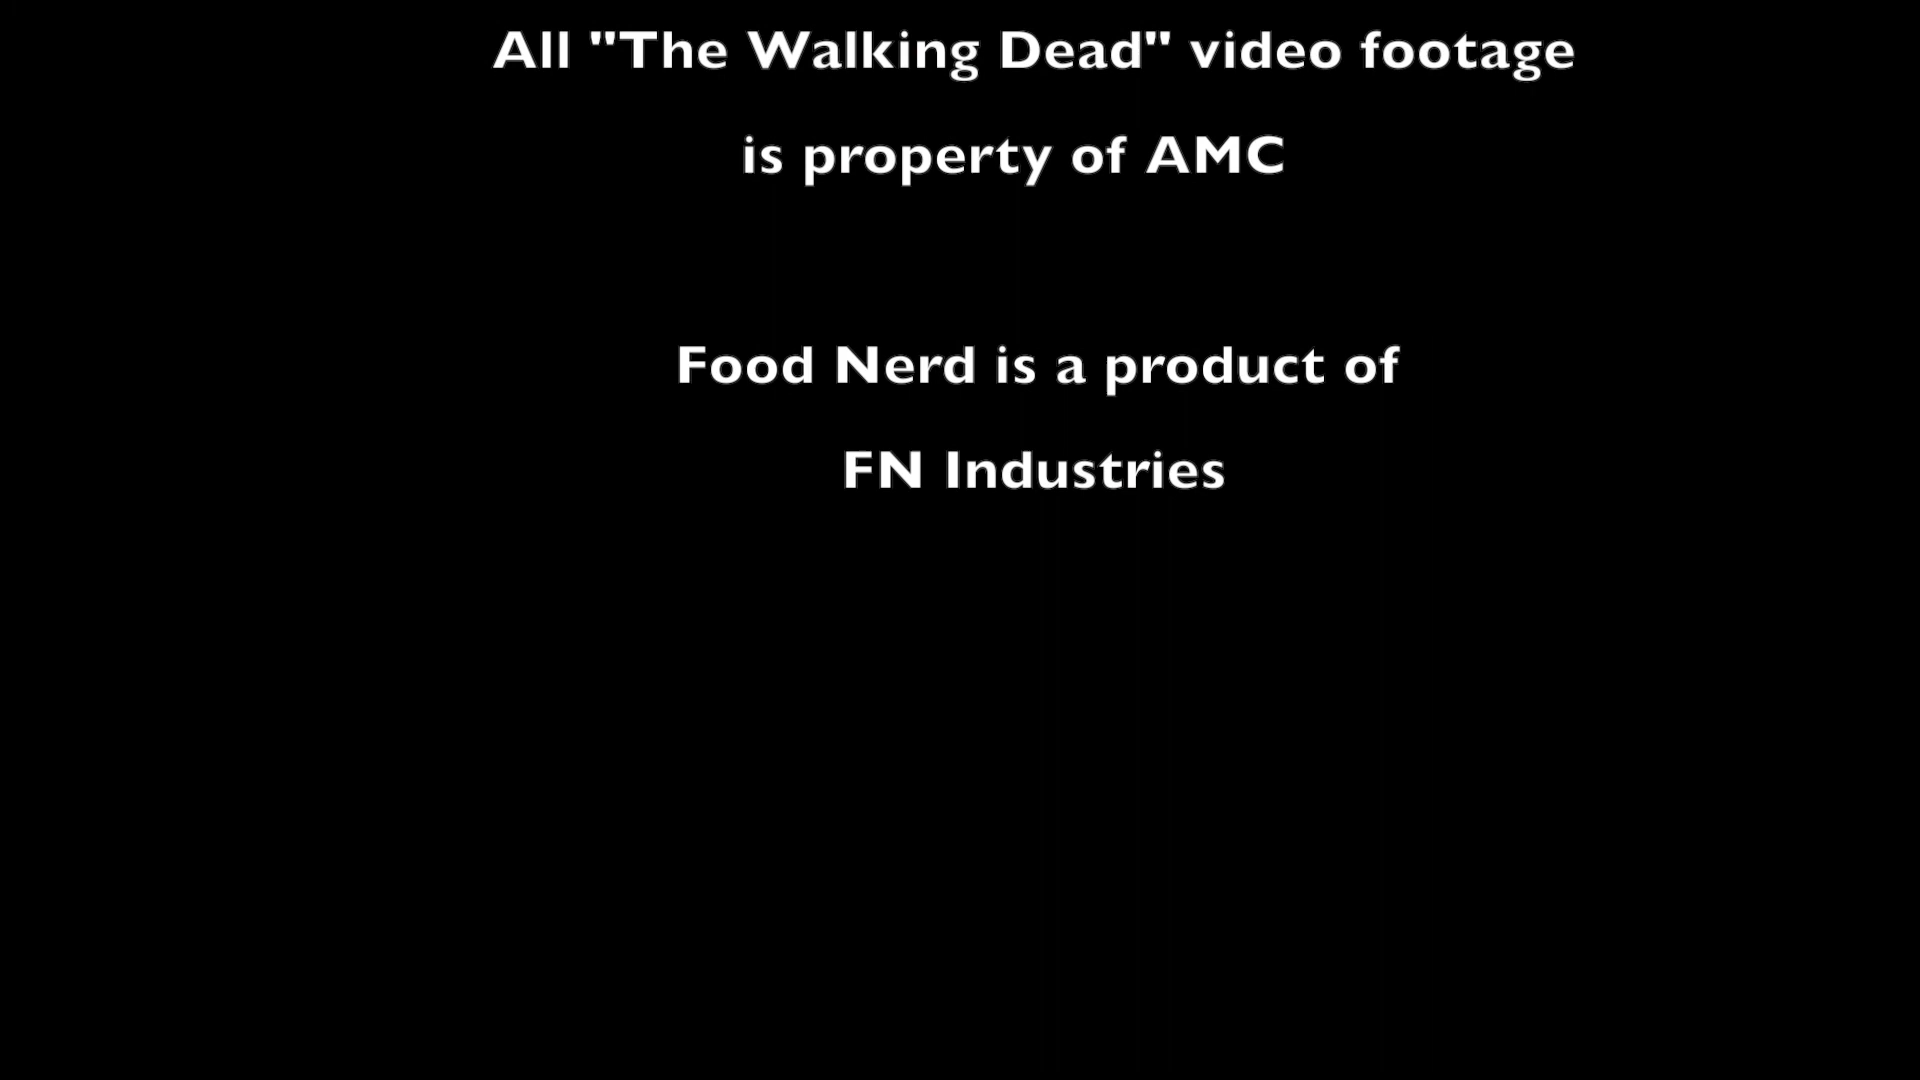 All "The Walking Dead" video footage
is property of AMC
Food Nerd is a product of
FN Industries